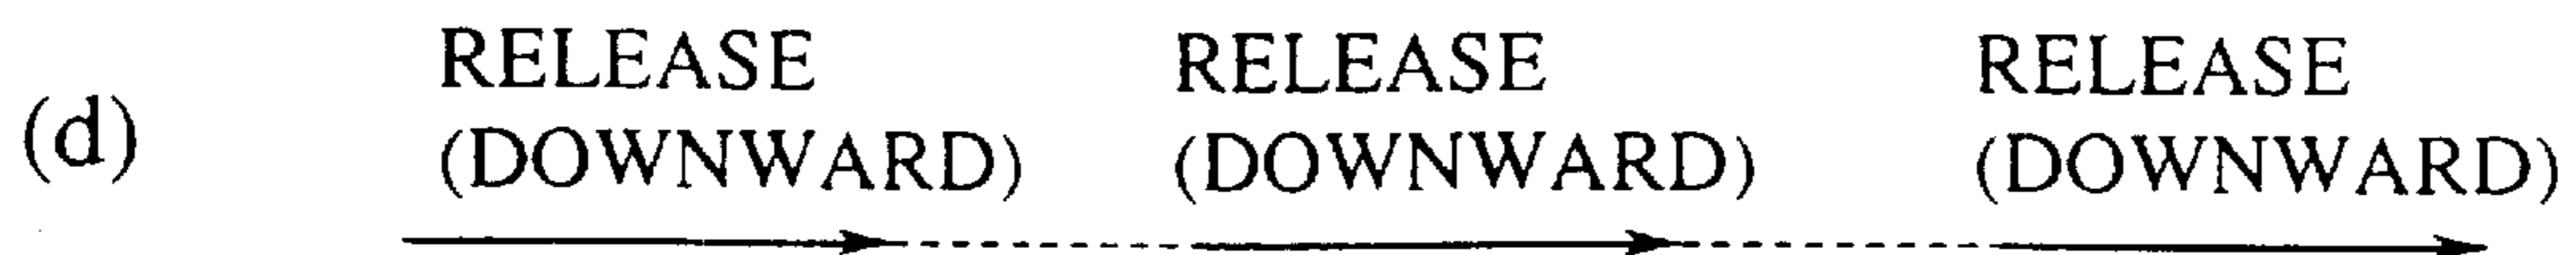 (d)
RELEASE RELEASE RELEASE
(DOWNWARD) (DOWNWARD) (DOWNWARD)